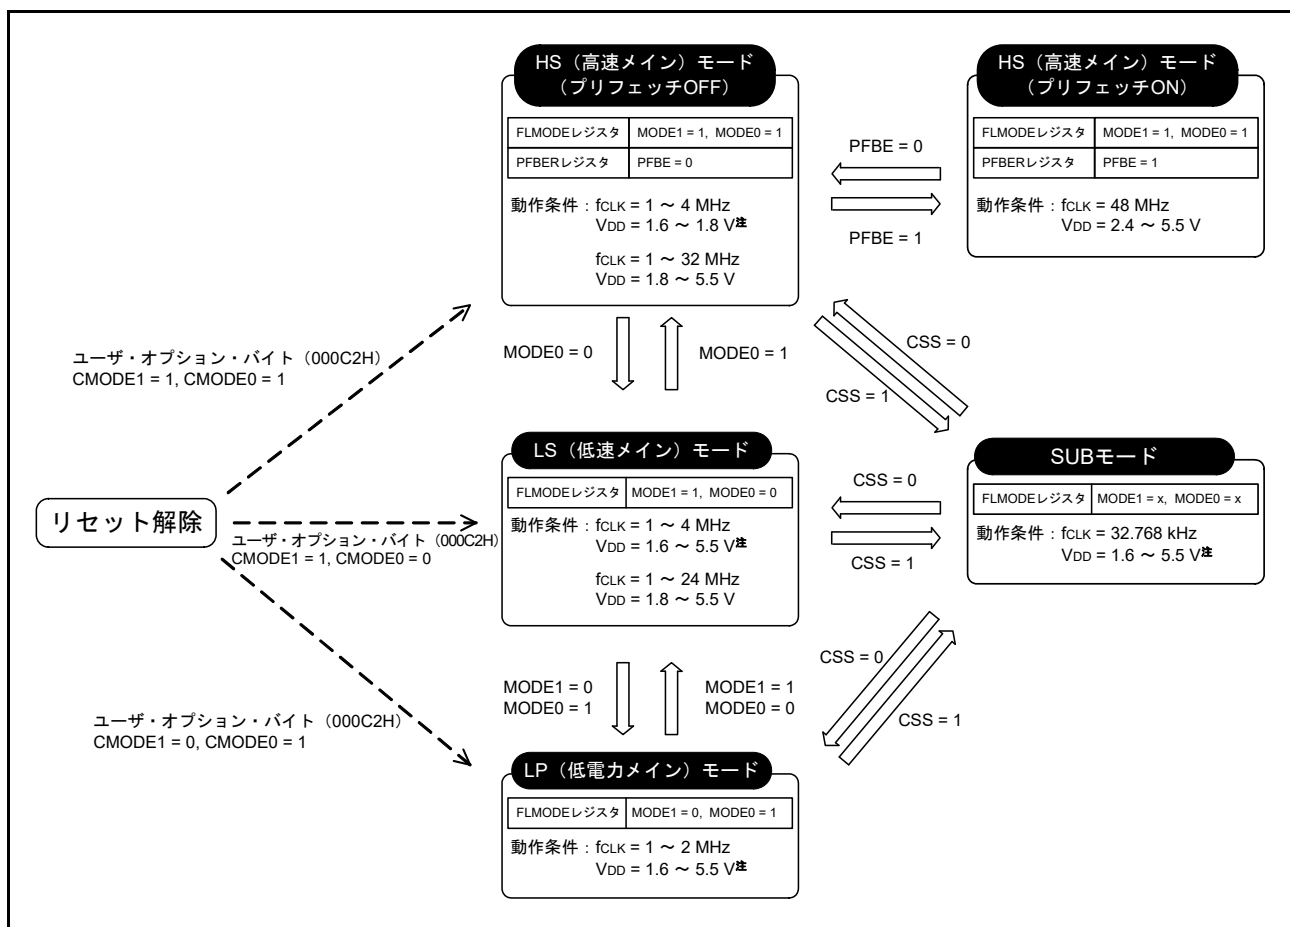 HS（高速メイン）モード
（プリフェッチOFF）
FLMODEレジスタ MODE1 = 1, MODE0 = 1
PFBERレジスタ PFBE = 0
動作条件：fCLK = 1 ～ 4 MHz
VDD = 1.6 ～ 1.8 V注
fCLK = 1 ～ 32 MHz
VDD = 1.8 ～ 5.5 V
PFBE = 0
PFBE = 1
HS（高速メイン）モード
（プリフェッチON）
FLMODEレジスタ MODE1 = 1, MODE0 = 1
PFBERレジスタ PFBE = 1
動作条件：fCLK = 48 MHz
VDD = 2.4 ～ 5.5 V
ユーザ・オプション・バイト（000C2H）
CMODE1 = 1, CMODE0 = 1
MODE0 = 0
MODE0 = 1
CSS = 0
CSS = 1
リセット解除
ユーザ・オプション・バイト（000C2H）
CMODE1 = 1, CMODE0 = 0
LS（低速メイン）モード
FLMODEレジスタ MODE1 = 1, MODE0 = 0
動作条件：fCLK = 1 ～ 4 MHz
VDD = 1.6 ～ 5.5 V注
fCLK = 1 ～ 24 MHz
VDD = 1.8 ～ 5.5 V
CSS = 0
CSS = 1
SUBモード
FLMODEレジスタ MODE1 = x, MODE0 = x
動作条件：fCLK = 32.768 kHz
VDD = 1.6 ～ 5.5 V注
MODE1 = 0
MODE0 = 1
MODE1 = 1
MODE0 = 0
CSS = 0
CSS = 1
ユーザ・オプション・バイト（000C2H）
CMODE1 = 0, CMODE0 = 1
LP（低電力メイン）モード
FLMODEレジスタ MODE1 = 0, MODE0 = 1
動作条件：fCLK = 1 ～ 2 MHz
VDD = 1.6 ～ 5.5 V注